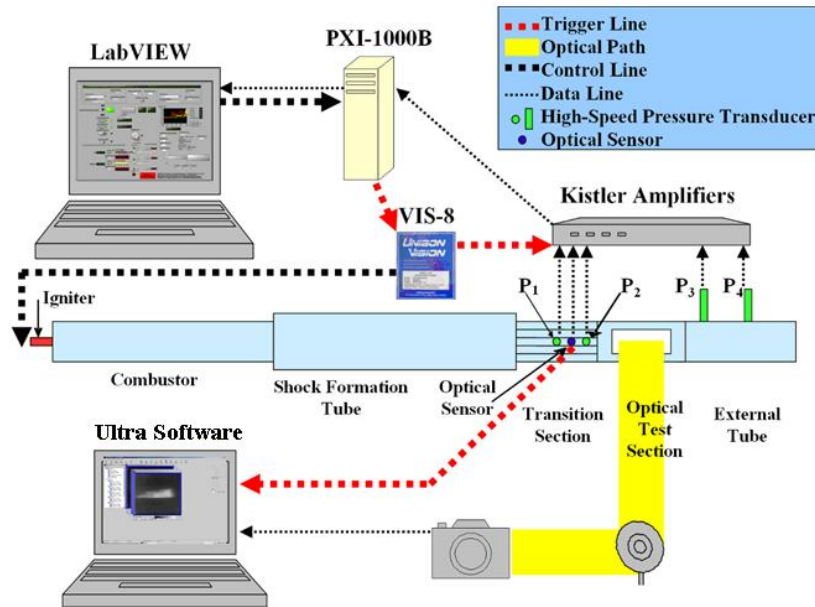 LabVIEW
PXI-1000B
Trigger Line
Optical Path
Control Line
Data Line
High-Speed Pressure Transducer
Optical Sensor
VIS-8
UNISON
VISION
Kistler Amplifiers
Igniter
P1
P2
P3
P4
Combustor
Shock Formation
Tube
Optical
Sensor
Transition
Section
Optical
Test
Section
External
Tube
Ultra Software